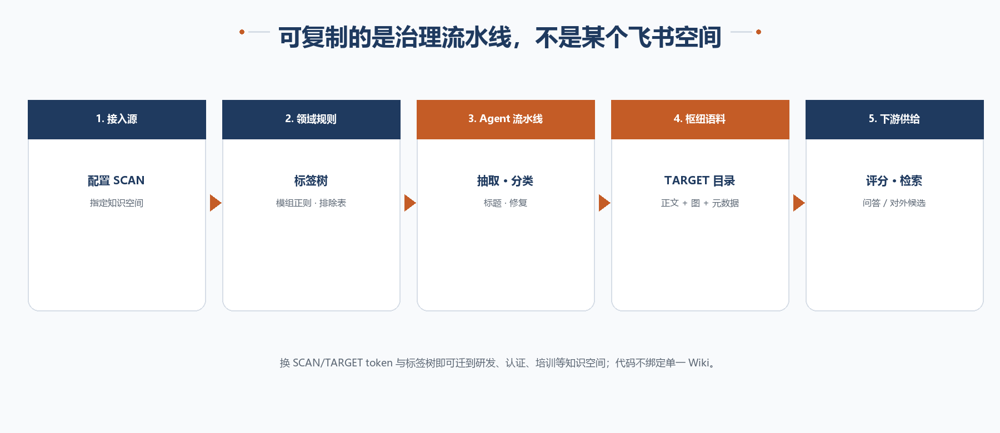 可复制的是治理流水线，不是某个飞书空间
1. 接入源
配置 SCAN
指定知识空间
2. 领域规则
标签树
模组正则 · 排除表
3. Agent 流水线
抽取 · 分类
标题 · 修复
4. 枢纽语料
TARGET 目录
正文 + 图 + 元数据
5. 下游供给
评分 · 检索
问答 / 对外候选
换 SCAN/TARGET token 与标签树即可迁到研发、认证、培训等知识空间；代码不绑定单一 Wiki。